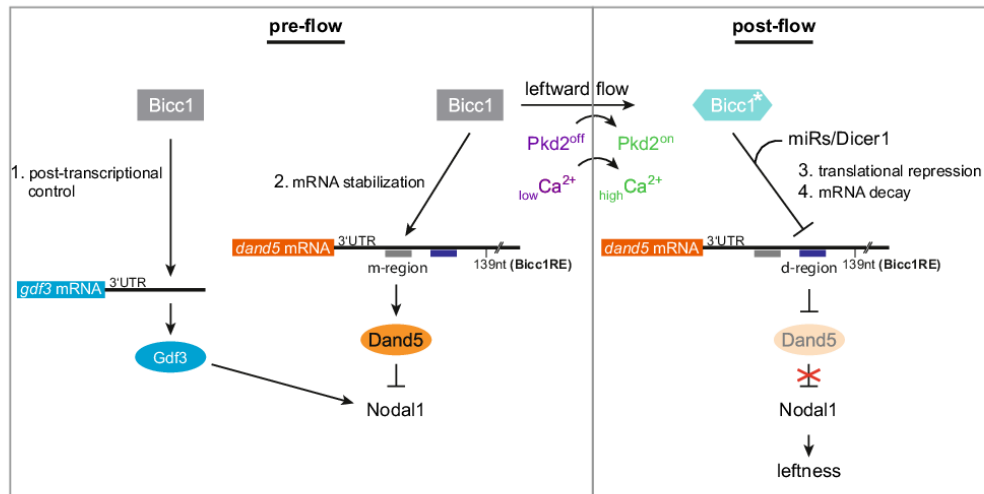 pre-flow
post-flow
Bicc1
Bicc1
leftward flow
Bicc1*
Pkd2off
Pkd2on
lowCa2+
highCa2+
miRs/Dicer1
1. post-transcriptional
control
2. mRNA stabilization
3. translational repression
4. mRNA decay
dand5 mRNA
3'UTR
m-region
139nt (Bicc1RE)
dand5 mRNA
3'UTR
d-region
139nt (Bicc1RE)
gdf3 mRNA
3'UTR
Gdf3
Dand5
Dand5
Nodal1
Nodal1
leftness